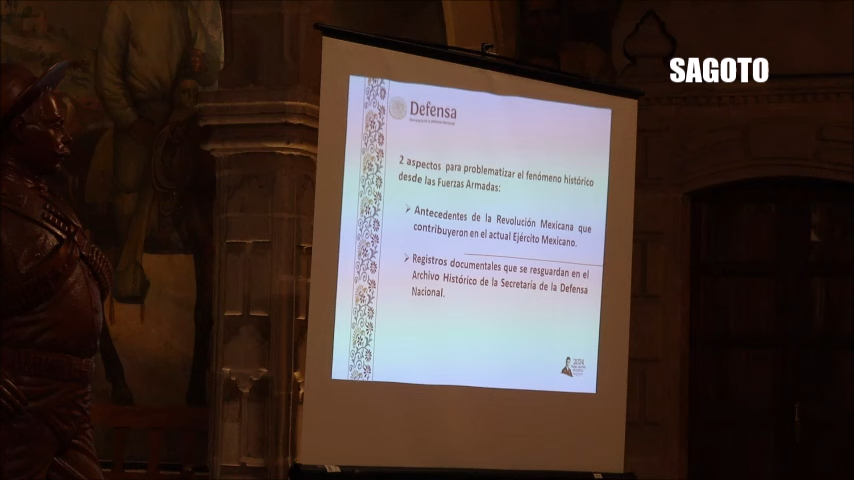 SAGOTO
Defensa
2 aspectos para problematizar el fenómeno histórico
desde las Fuerzas Armadas:
➢ Antecedentes de la Revolución Mexicana que
contribuyeron en el actual Ejército Mexicano.
➢ Registros documentales que se resguardan en el
Archivo Histórico de la Secretaría de la Defensa
Nacional.
2024